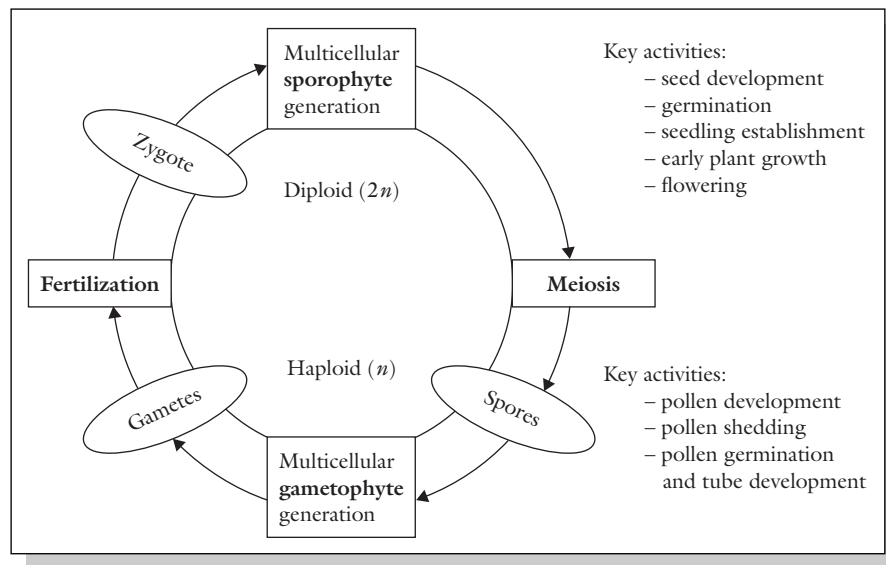 Multicellular
sporophyte
generation
Key activities:
– seed development
– germination
– seedling establishment
– early plant growth
– flowering
Zygote
Diploid (2n)
Fertilization
Meiosis
Haploid (n)
Gametes
Spores
Key activities:
– pollen development
– pollen shedding
– pollen germination
and tube development
Multicellular
gametophyte
generation